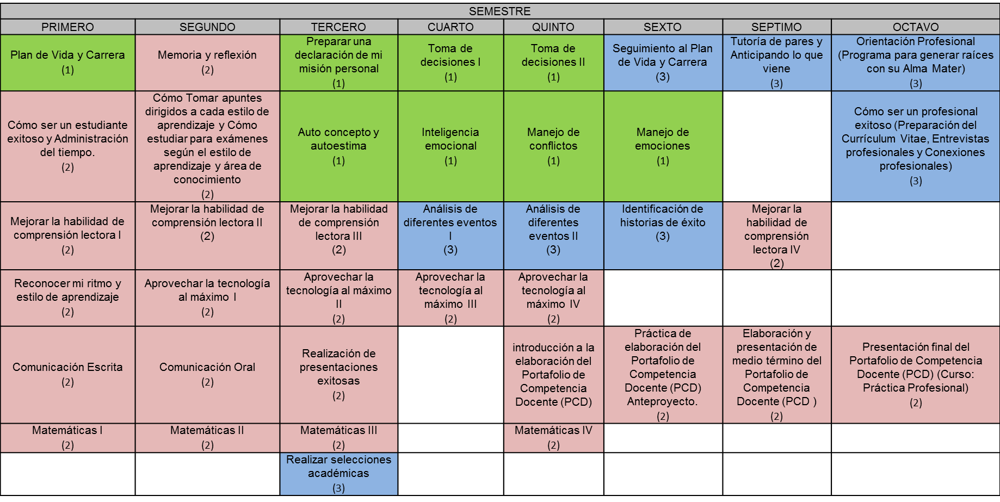 SEMESTRE
PRIMERO
SEGUNDO
TERCERO
CUARTO
QUINTO
SEXTO
SEPTIMO
OCTAVO
Plan de Vida y Carrera
(1)
Memoria y reflexión
(2)
Preparar una
declaración de mi
misión personal
(1)
Toma de
decisiones I
(1)
Toma de
decisiones II
(1)
Seguimiento al Plan
de Vida y Carrera
(3)
Tutoría de pares y
Anticipando lo que
viene
(3)
Orientación Profesional
(Programa para generar raíces
con su Alma Mater)
(3)
Cómo ser un estudiante
exitoso y Administración
del tiempo.
(2)
Cómo Tomar apuntes
dirigidos a cada estilo de
aprendizaje y Cómo
estudiar para exámenes
según el estilo de
aprendizaje y área de
conocimiento
(2)
Auto concepto y
autoestima
(1)
Inteligencia
emocional
(1)
Manejo de
conflictos
(1)
Manejo de
emociones
(1)
Cómo ser un profesional
exitoso (Preparación del
Currículum Vitae, Entrevistas
profesionales y Conexiones
profesionales)
(3)
Mejorar la habilidad de
comprensión lectora I
(2)
Mejorar la habilidad de
comprensión lectora II
(2)
Mejorar la habilidad
de comprensión
lectora III
(2)
Análisis de
diferentes eventos
I
(3)
Análisis de
diferentes
eventos II
(3)
Identificación de
historias de éxito
(3)
Mejorar la
habilidad de
comprensión
lectora IV
(2)
Reconocer mi ritmo y
estilo de aprendizaje
(2)
Aprovechar la tecnología
al máximo I
(2)
Aprovechar la
tecnología al máximo
II
(2)
Aprovechar la
tecnología al
máximo III
(2)
Aprovechar la
tecnología al
máximo IV
(2)
Comunicación Escrita
(2)
Comunicación Oral
(2)
Realización de
presentaciones
exitosas
(2)
introducción a la
elaboración del
Portafolio de
Competencia
Docente (PCD)
Práctica de
elaboración del
Portafolio de
Competencia
Docente (PCD)
Anteproyecto.
(2)
Elaboración y
presentación de
medio término del
Portafolio de
Competencia
Docente (PCD )
(2)
Presentación final del
Portafolio de Competencia
Docente (PCD) (Curso:
Práctica Profesional)
(2)
Matemáticas I
(2)
Matemáticas II
(2)
Matemáticas III
(2)
Matemáticas IV
(2)
Realizar selecciones
académicas
(3)